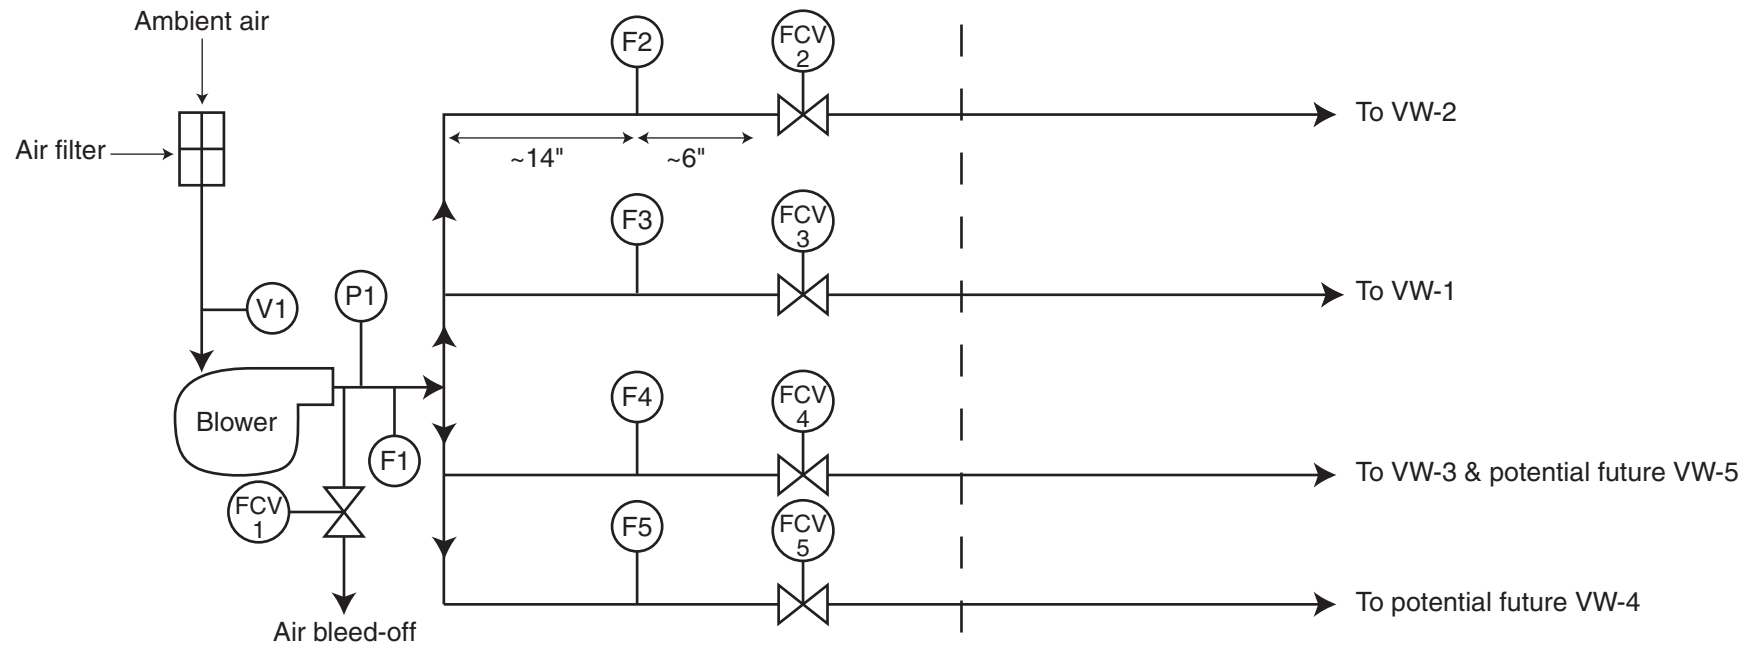 Ambient air
F2
FCV
2
To VW-2
~14"
~6"
Air filter
F3
FCV
3
To VW-1
V1
P1
Blower
F4
FCV
4
F1
To VW-3 & potential future VW-5
FCV
1
F5
FCV
5
To potential future VW-4
Air bleed-off